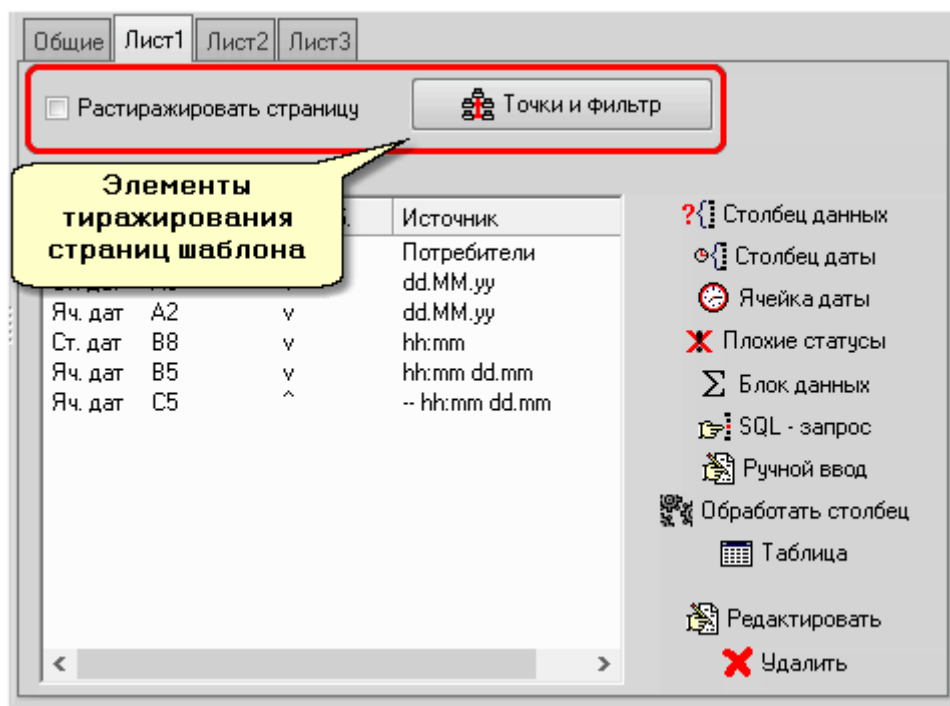 Общие Лист1 Лист2 Лист3
Растиражировать страницу Точки и фильтр
Элементы
тиражирования
страниц шаблона
Источник
Потребители
dd.MM.yy
Яч. дат A2 v dd.MM.yy
Ст. дат B8 v hh:mm
Яч. дат B5 v hh:mm dd.mm
Яч. дат C5 ^ -- hh:mm dd.mm
Столбец данных
Столбец даты
Ячейка даты
Плохие статусы
Блок данных
SQL - запрос
Ручной ввод
Обработать столбец
Таблица
Редактировать
Удалить